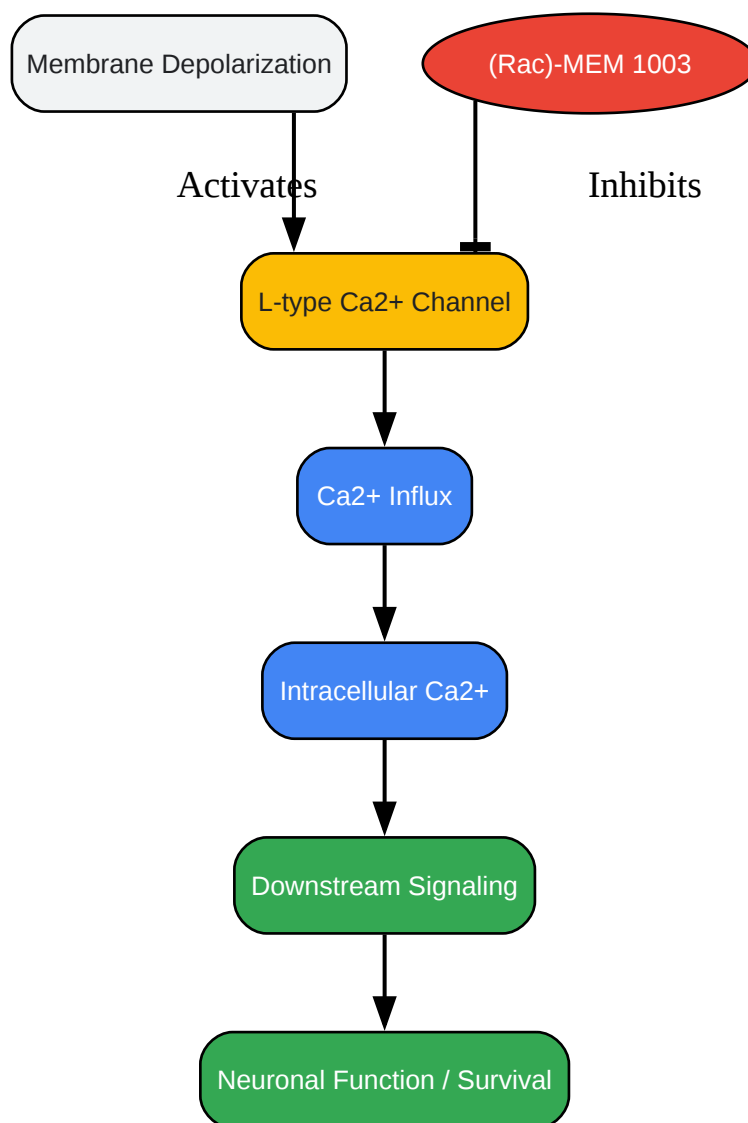 Membrane Depolarization
(Rac)-MEM 1003
Activates
Inhibits
L-type Ca2+ Channel
Ca2+ Influx
Intracellular Ca2+
Downstream Signaling
Neuronal Function / Survival